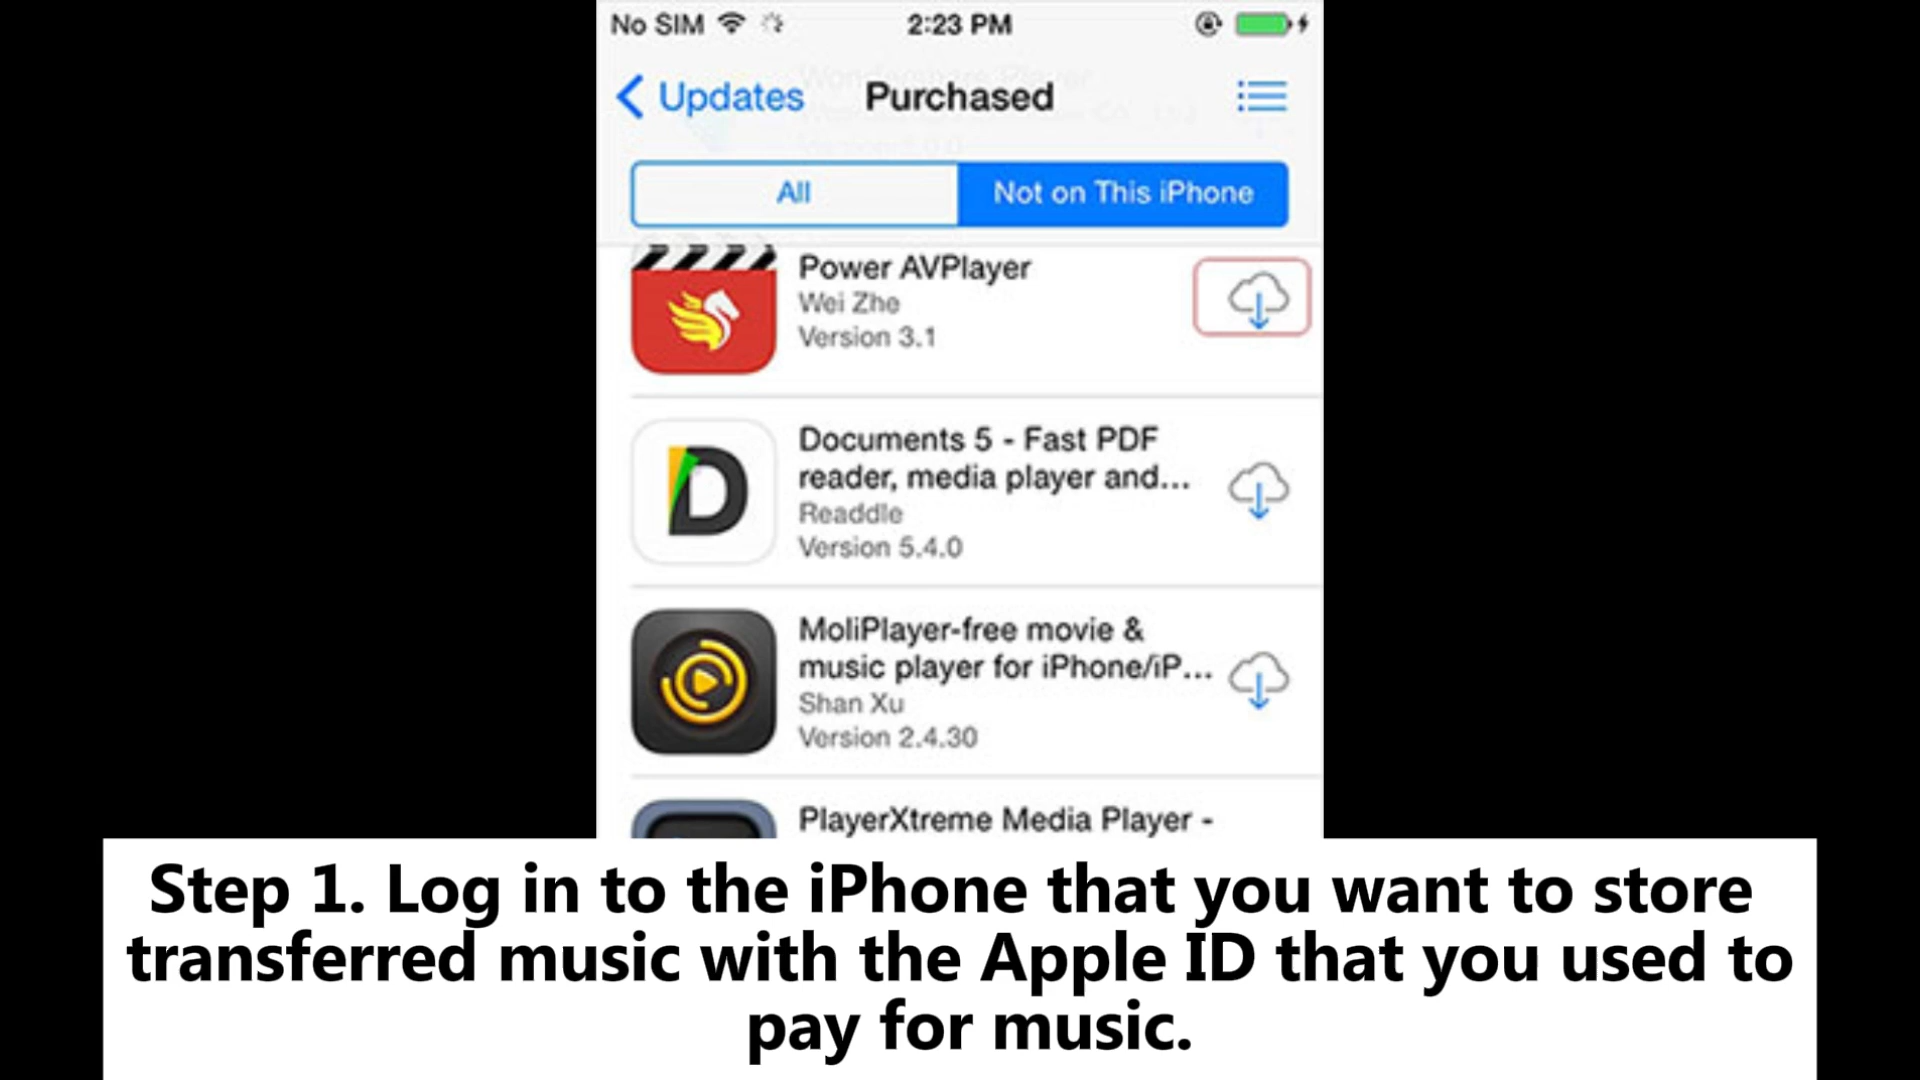 No SIM 2:23 PM
Updates Purchased
All Not on This iPhone
Power AVPlayer
Wei Zhe
Version 3.1
Documents 5 - Fast PDF
reader, media player and...
Readdle
Version 5.4.0
MoliPlayer-free movie &
music player for iPhone/iP...
Shan Xu
Version 2.4.30
PlayerXtreme Media Player -
Step 1. Log in to the iPhone that you want to store
transferred music with the Apple ID that you used to
pay for music.